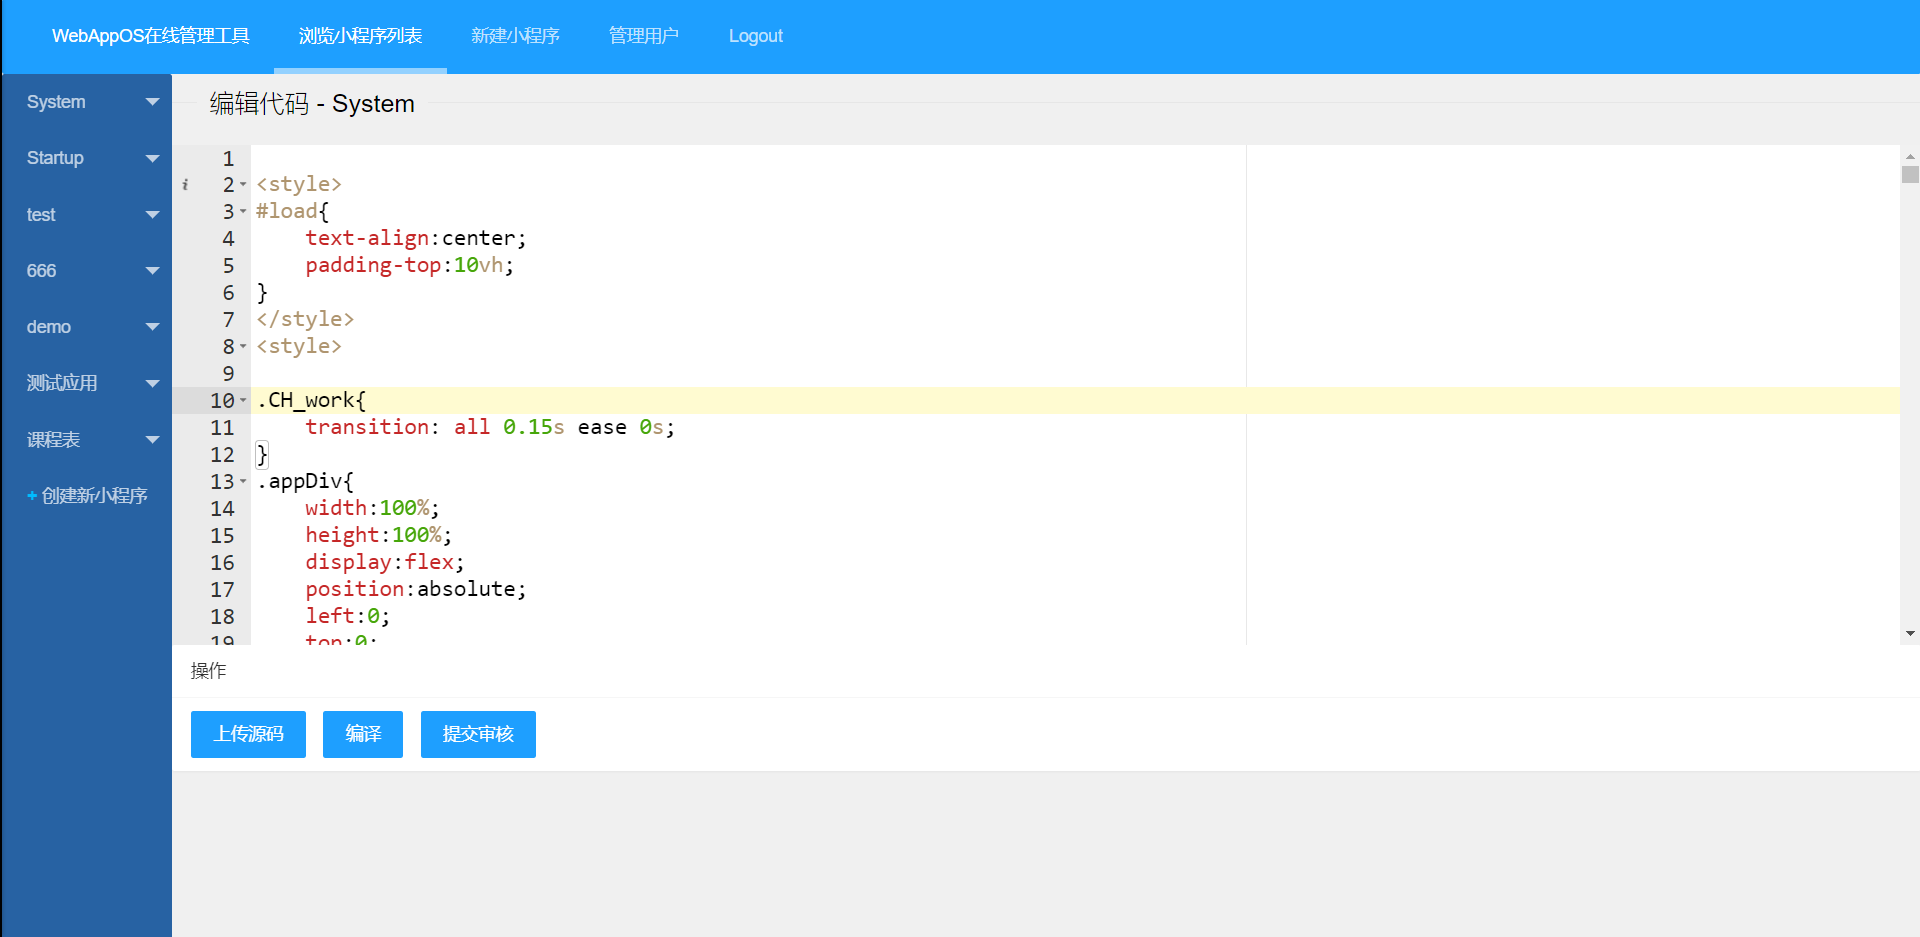 WebAppOS在线管理工具 浏览小程序列表 新建小程序 管理用户 Logout
System
Startup
test
666
demo
测试应用
课程表
+ 创建新小程序
编辑代码 - System
1
2 <style>
3 #load{
4 text-align:center;
5 padding-top:10vh;
6 }
7 </style>
8 <style>
9
10 .CH_work{
11 transition: all 0.15s ease 0s;
12 }
13 .appDiv{
14 width:100%;
15 height:100%;
16 display:flex;
17 position:absolute;
18 left:0;
19 top:0;
操作
上传源码 编译 提交审核